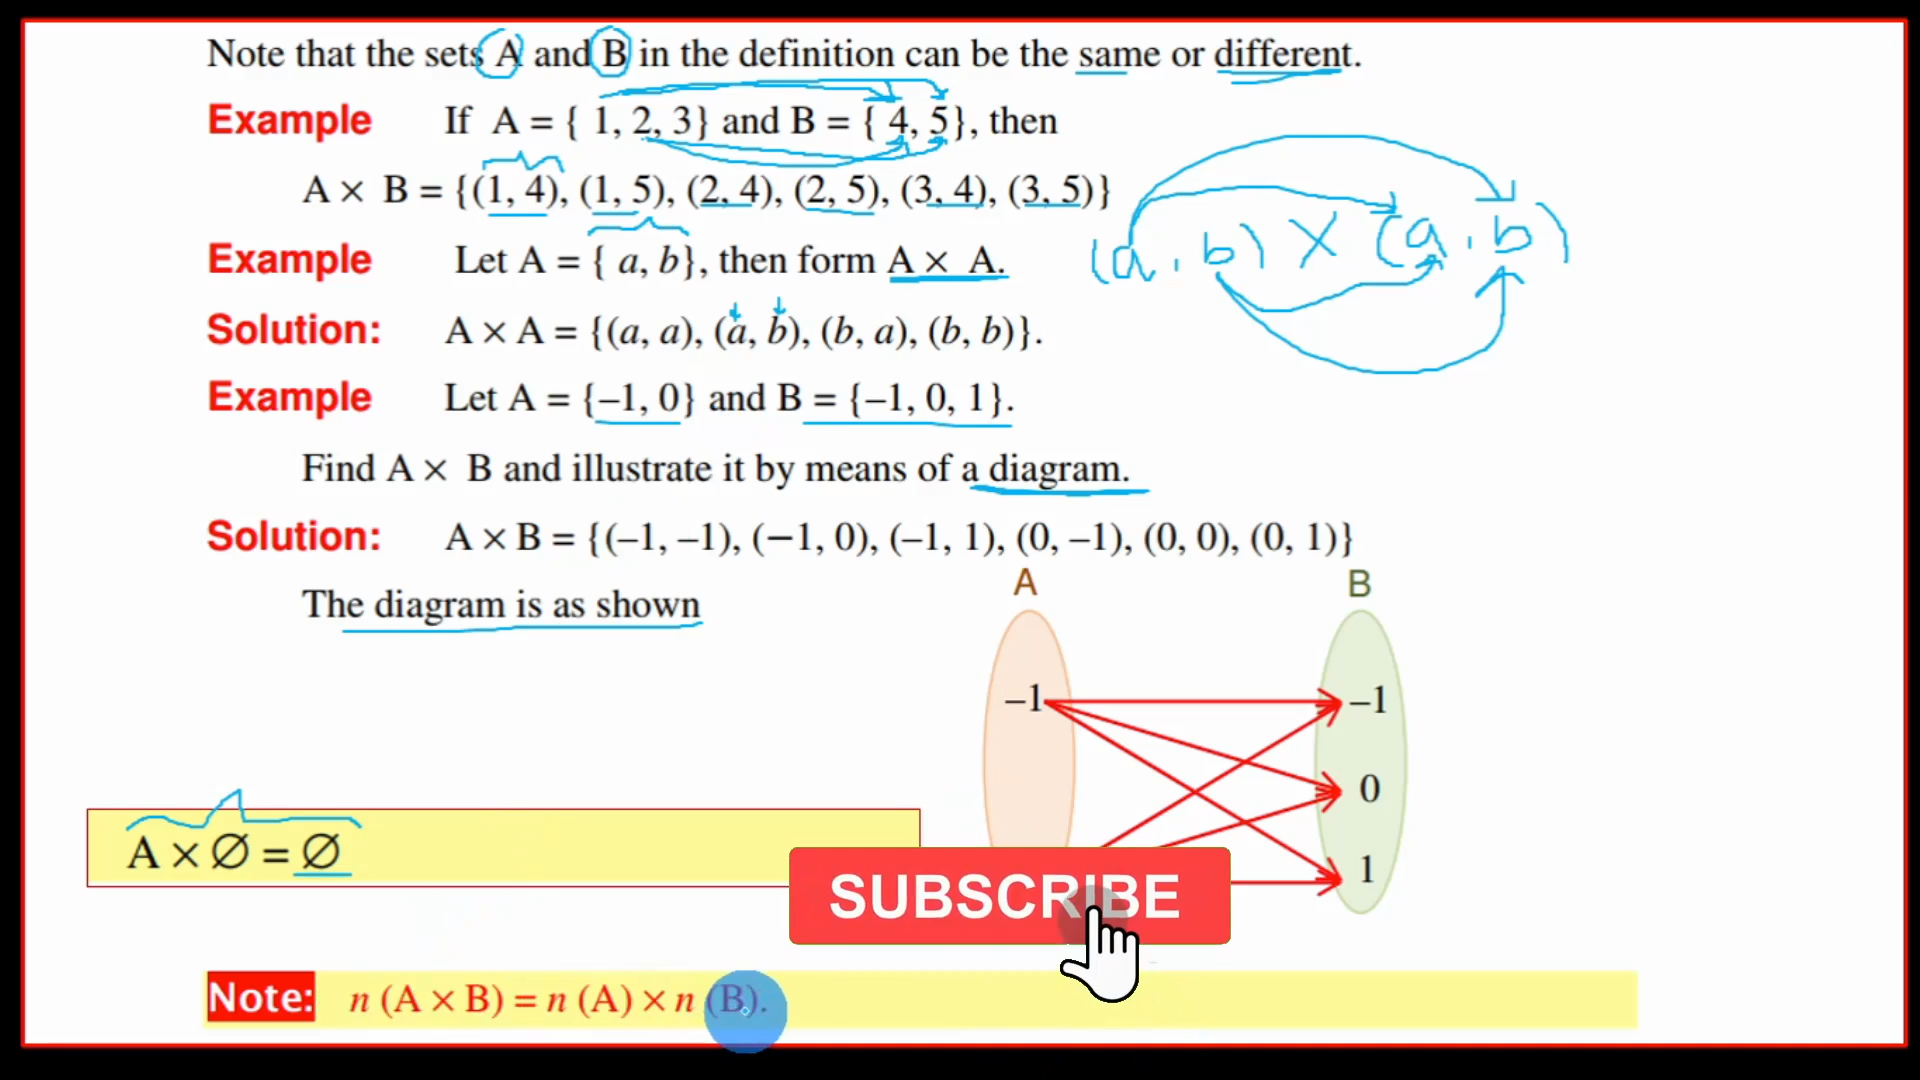 Note that the sets A and B in the definition can be the same or different.
Example If A = { 1, 2, 3} and B = { 4, 5}, then
A × B = {(1, 4), (1, 5), (2, 4), (2, 5), (3, 4), (3, 5)}
(a, b) × (a, b)
Example Let A = { a, b}, then form A × A.
Solution: A × A = {(a, a), (a, b), (b, a), (b, b)}.
Example Let A = {–1, 0} and B = {–1, 0, 1}.
Find A × B and illustrate it by means of a diagram.
Solution: A × B = {(–1, –1), (–1, 0), (–1, 1), (0, –1), (0, 0), (0, 1)}
The diagram is as shown
A B
–1 –1
0
1
A × ∅ = ∅
SUBSCRIBE
Note: n (A × B) = n (A) × n (B).